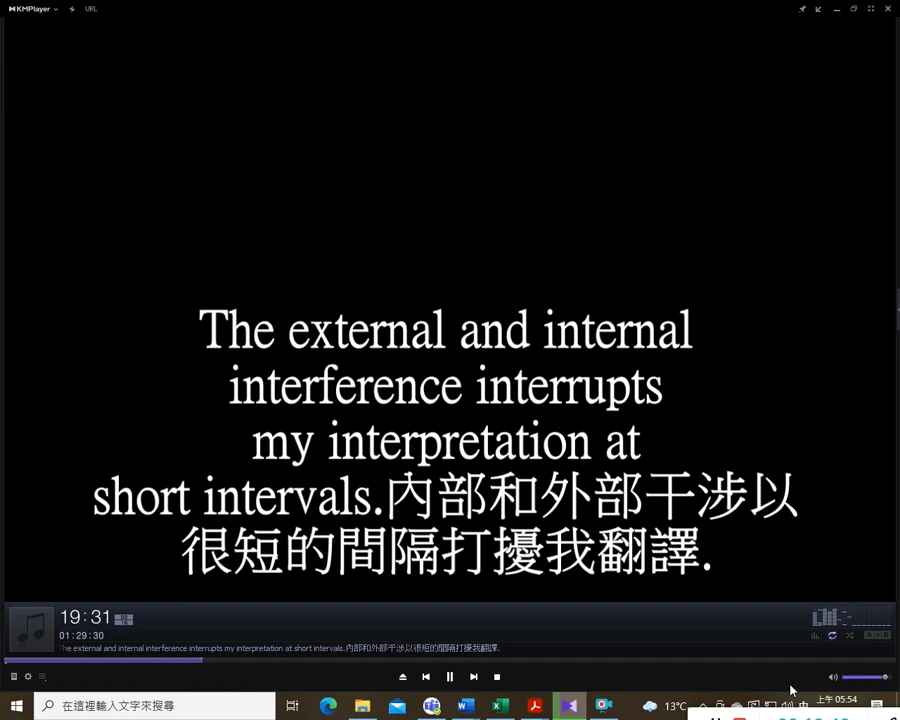 KMPlayer URL
The external and internal
interference interrupts
my interpretation at
short intervals.內部和外部干涉以
很短的間隔打擾我翻譯.
19:31
01:29:30
The external and internal interference interrupts my interpretation at short intervals.內部和外部干涉以很短的間隔打擾我翻譯.
在這裡輸入文字來搜尋
13°C
上午 05:54